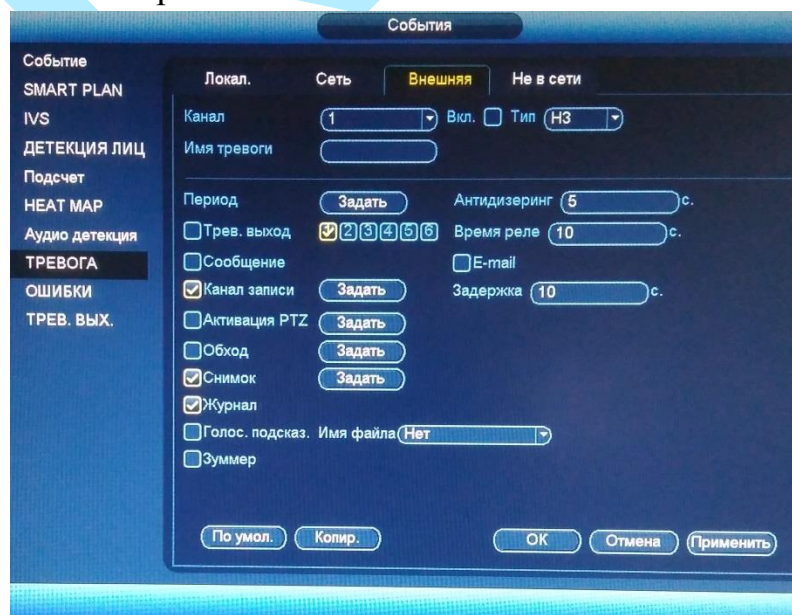 События
Событие
SMART PLAN
IVS
ДЕТЕКЦИЯ ЛИЦ
Подсчет
HEAT MAP
Аудио детекция
ТРЕВОГА
ОШИБКИ
ТРЕВ. ВЫХ.
Локал. Сеть Внешняя Не в сети
Канал 1 Вкл. Тип НЗ
Имя тревоги
Период Задать Антидизеринг 5 с.
Трев. выход 2 3 4 5 6 Время реле 10 с.
Сообщение E-mail
Канал записи Задать Задержка 10 с.
Активация PTZ Задать
Обход Задать
Снимок Задать
Журнал
Голос. подсказ. Имя файла Нет
Зуммер
По умол. Копир. ОК Отмена Применить